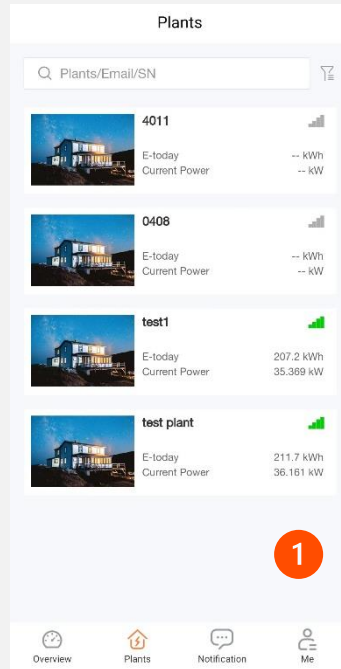 Plants
Plants/Email/SN
4011
E-today -- kWh
Current Power -- kW
0408
E-today -- kWh
Current Power -- kW
test1
E-today 207.2 kWh
Current Power 35.369 kW
test plant
E-today 211.7 kWh
Current Power 36.161 kW
1
Overview Plants Notification Me